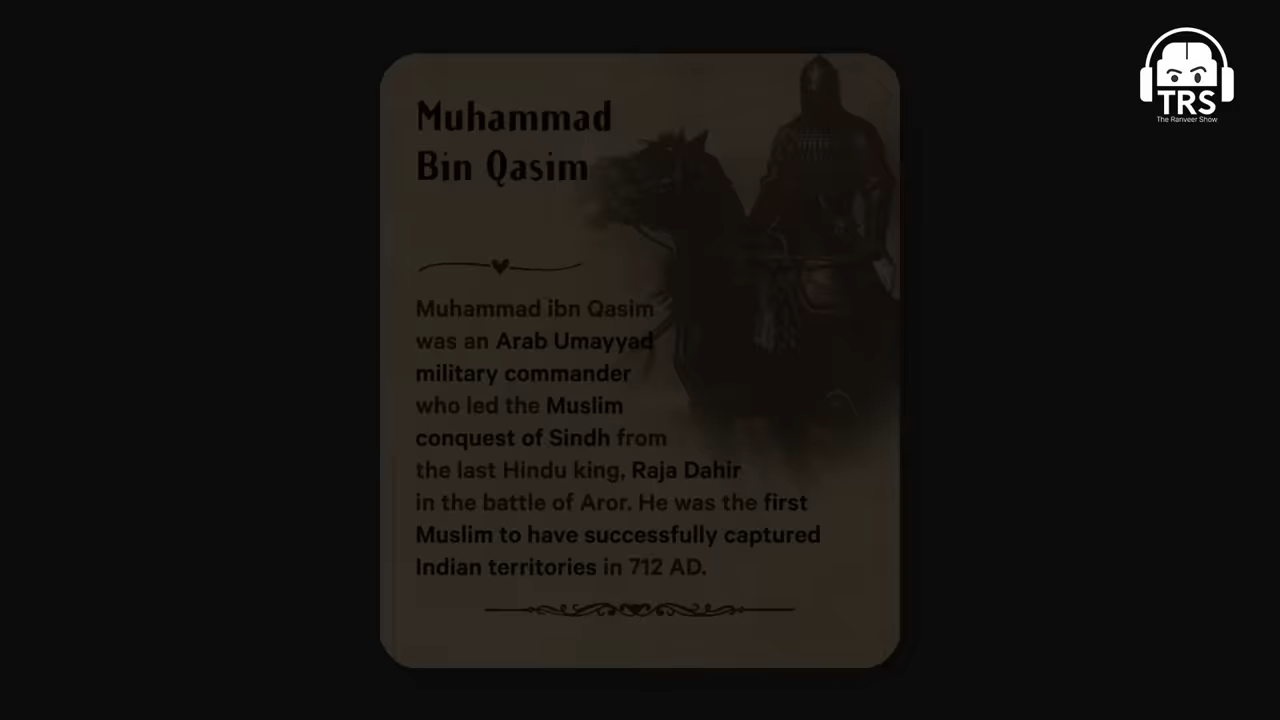 Muhammad
Bin Qasim
Muhammad ibn Qasim
was an Arab Umayyad
military commander
who led the Muslim
conquest of Sindh from
the last Hindu king, Raja Dahir
in the battle of Aror. He was the first
Muslim to have successfully captured
Indian territories in 712 AD.
TRS
The Ranveer Show